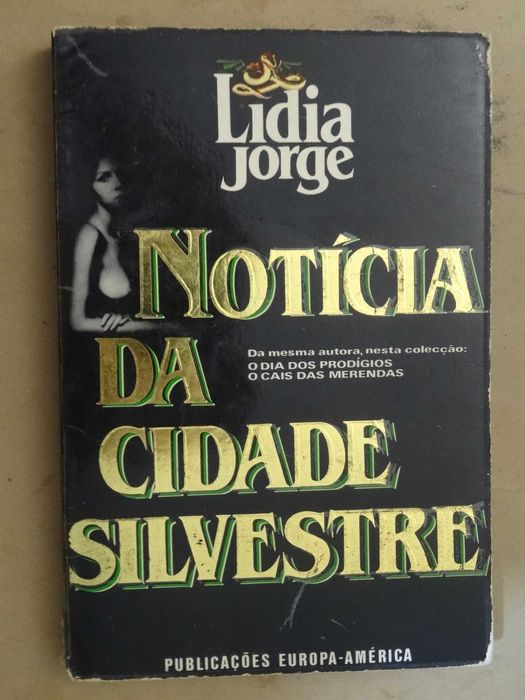 Lídia
Jorge
NOTÍCIA
DA
Da mesma autora, nesta colecção:
O DIA DOS PRODÍGIOS
O CAIS DAS MERENDAS
CIDADE
SILVESTRE
PUBLICAÇÕES EUROPA-AMÉRICA